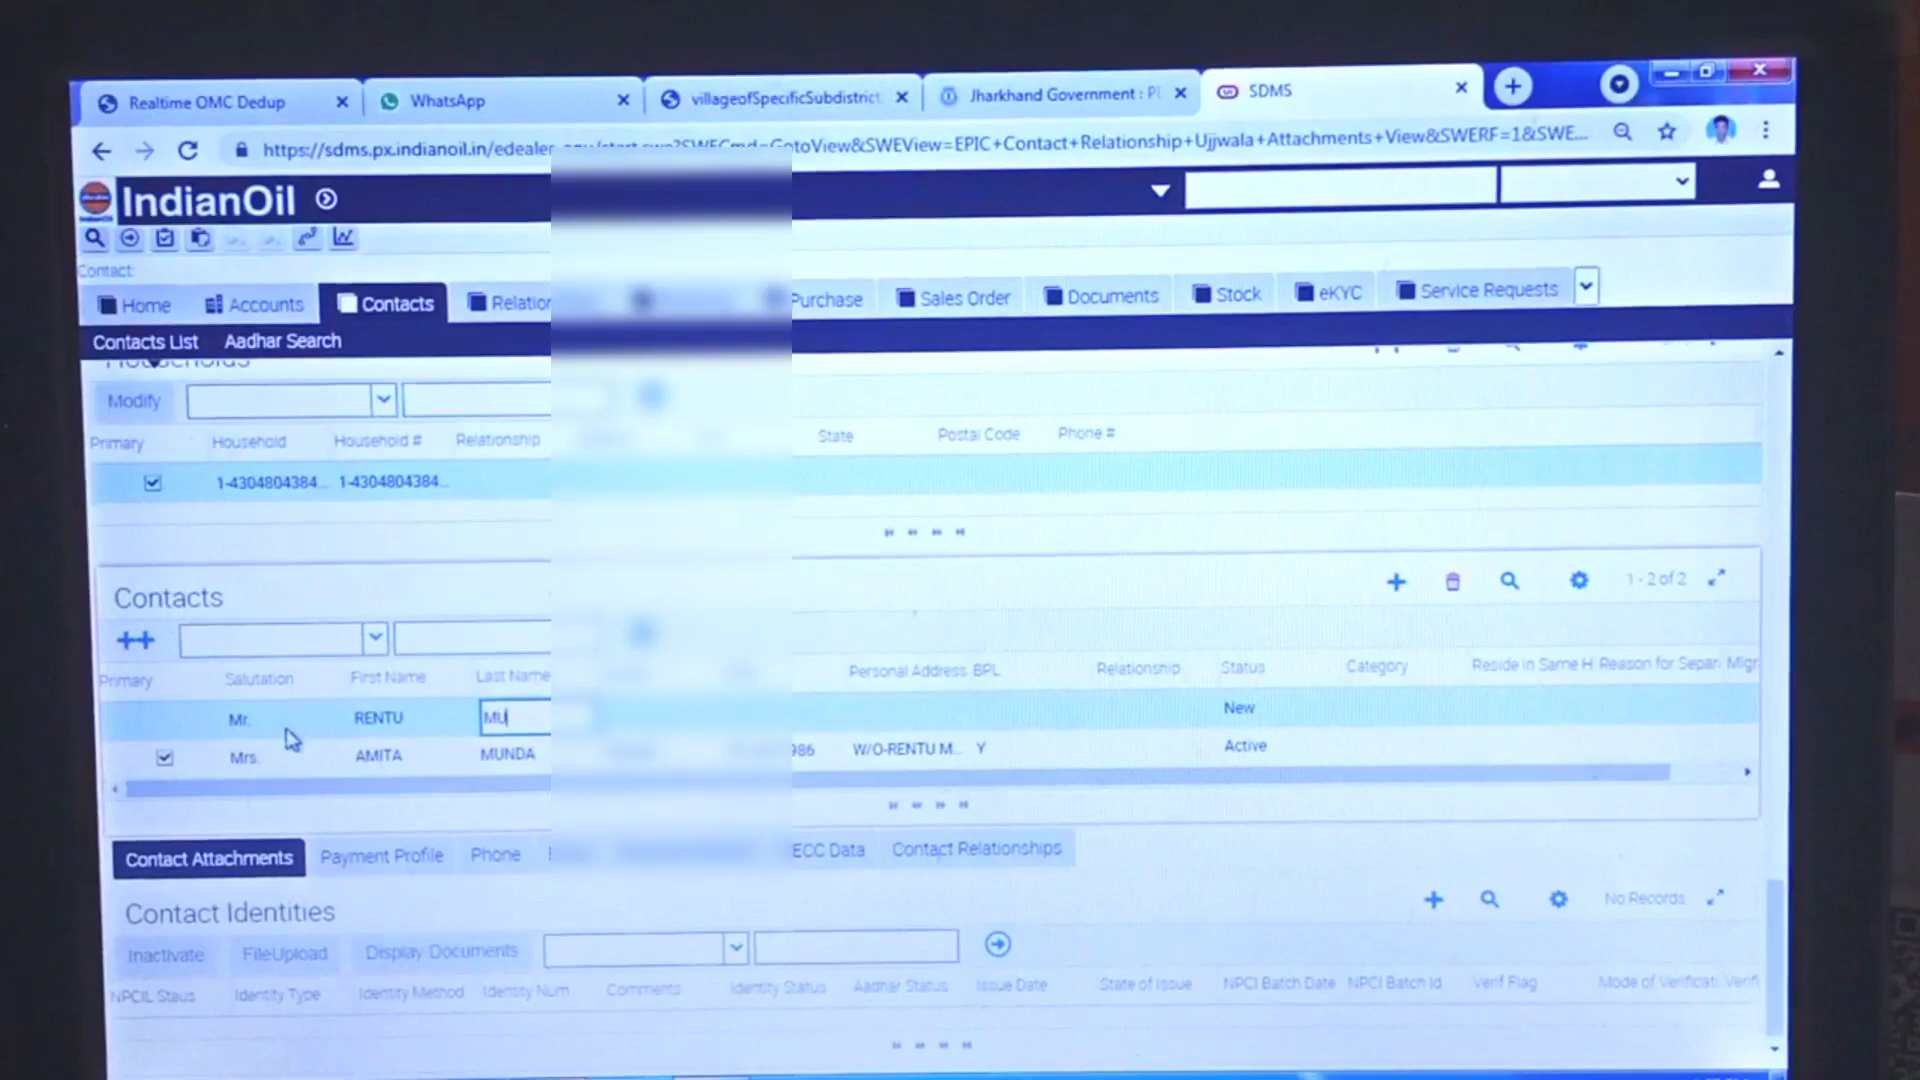 Realtime OMC Dedup
WhatsApp
villageofSpecificSubdistrict
Jharkhand Government : Pl
SDMS
https://sdms.px.indianoil.in/edealer
GotoView&SWEView=EPIC+Contact+Relationship+Ujjwala+Attachments+View&SWERF=1&SWE...
IndianOil
Contact:
Home
Accounts
Contacts
Relation
Purchase
Sales Order
Documents
Stock
eKYC
Service Requests
Contacts List
Aadhar Search
Households
Modify
Primary
Household
Household #
Relationship
State
Postal Code
Phone #
1-4304804384...
1-4304804384...
Contacts
1 - 2 of 2
Primary
Salutation
First Name
Last Name
Personal Address
BPL
Relationship
Status
Category
Reside in Same H
Reason for Separ
Migr
Mr.
RENTU
MU
New
Mrs.
AMITA
MUNDA
986
W/O-RENTU M...
Y
Active
Contact Attachments
Payment Profile
Phone
ECC Data
Contact Relationships
Contact Identities
No Records
Inactivate
FileUpload
Display Documents
NPCIL Staus
Identity Type
Identity Method
Identity Num
Comments
Identity Status
Aadhar Status
Issue Date
State of Issue
NPCI Batch Date
NPCI Batch Id
Verif Flag
Mode of Verificati
Verifi